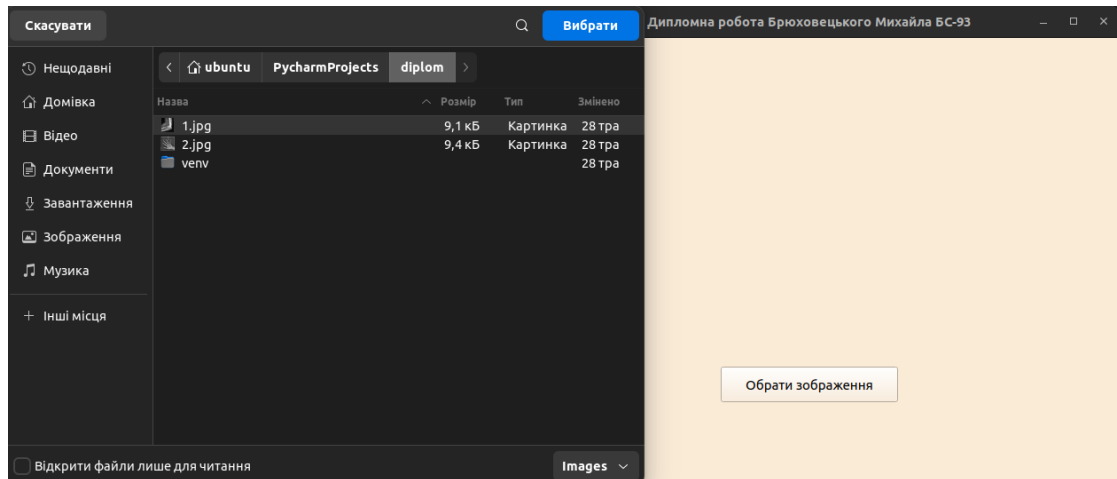 Скасувати
Вибрати
Дипломна робота Брюховецького Михайла БС-93
Нещодавні
Домівка
Відео
Документи
Завантаження
Зображення
Музика
Інші місця
ubuntu PycharmProjects diplom
Назва Розмір Тип Змінено
1.jpg 9,1 кБ Картинка 28 тра
2.jpg 9,4 кБ Картинка 28 тра
venv 28 тра
Обрати зображення
Відкрити файли лише для читання
Images